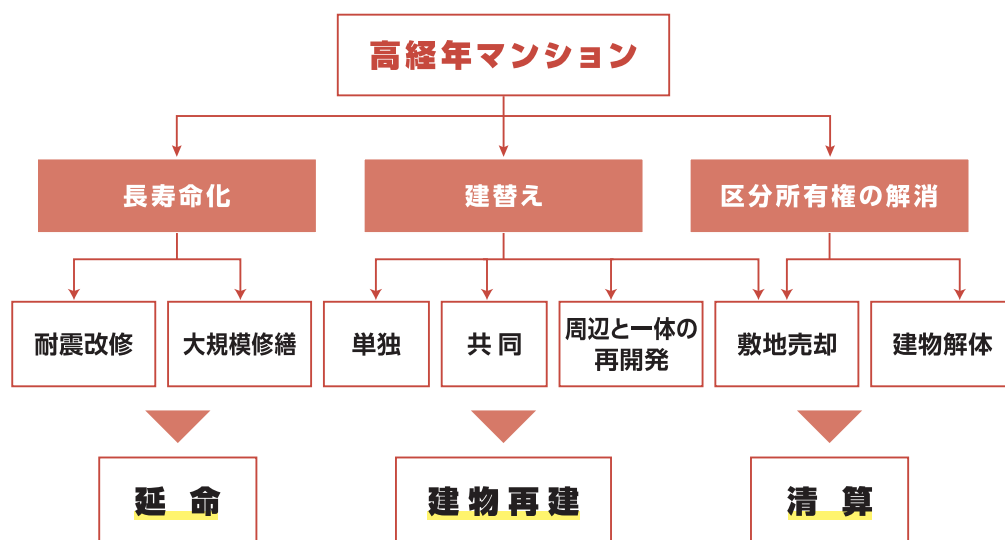 高経年マンション
長寿命化
建替え
区分所有権の解消
耐震改修
大規模修繕
単独
共同
周辺と一体の
再開発
敷地売却
建物解体
延命
建物再建
清算